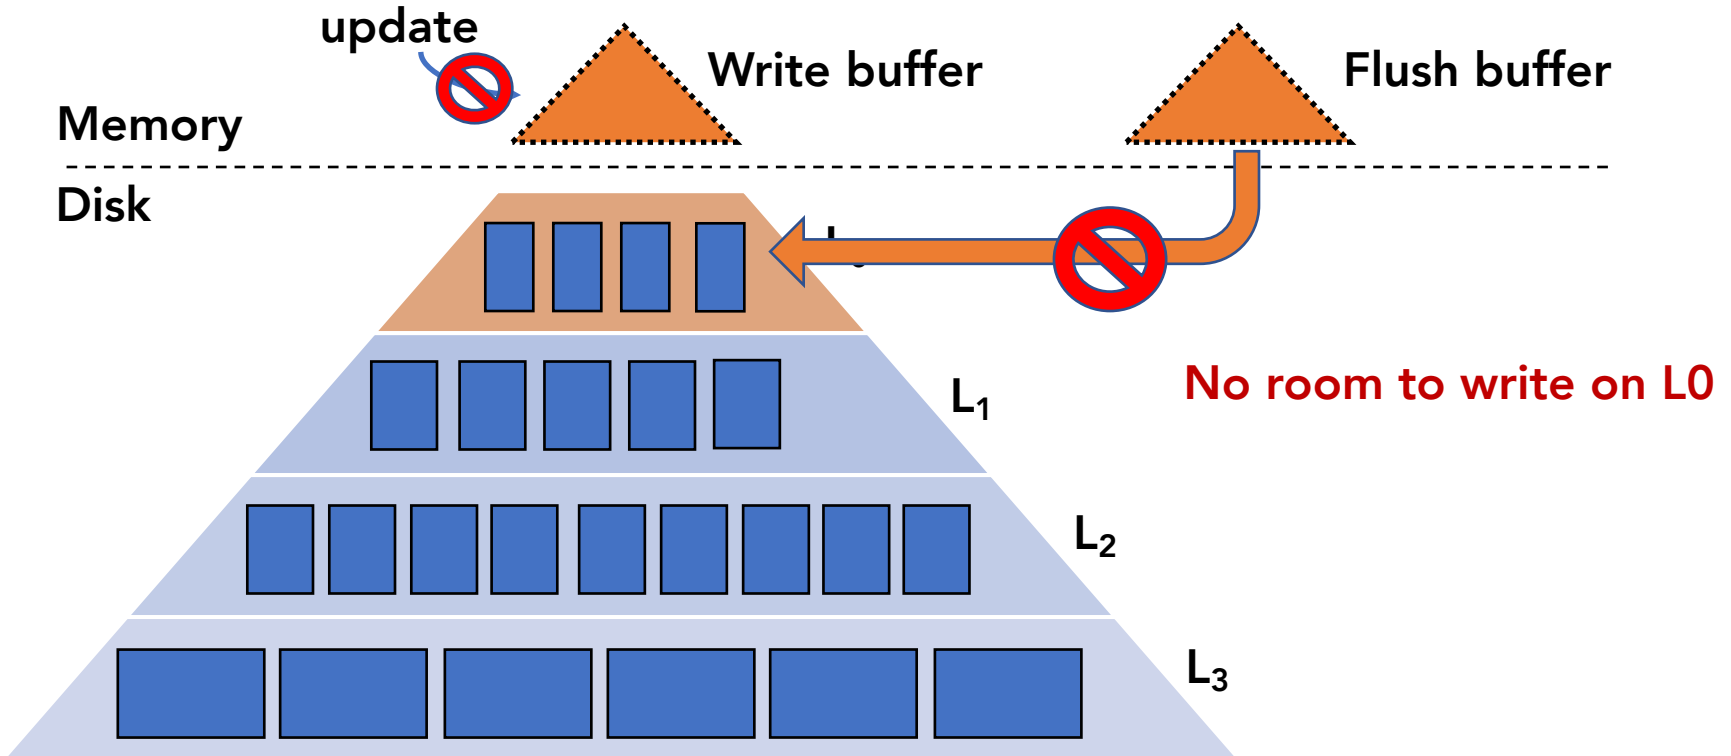 update
Write buffer
Flush buffer
Memory
Disk
No room to write on L0
L1
L2
L3